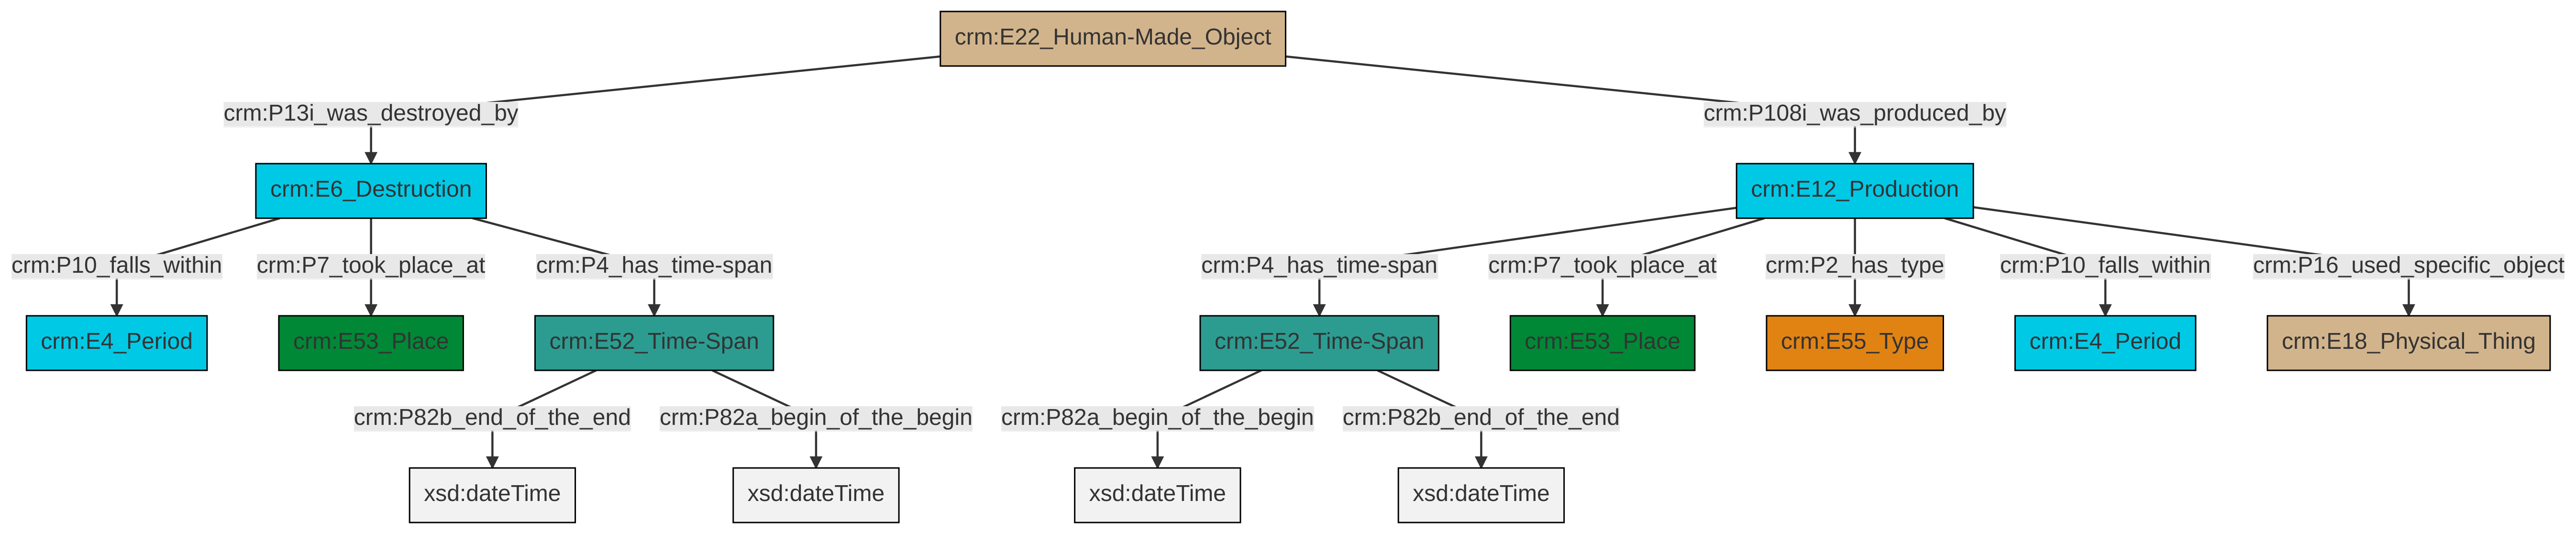 crm:E22_Human-Made_Object
crm:P13i_was_destroyed_by
crm:P108i_was_produced_by
crm:E6_Destruction
crm:E12_Production
crm:P10_falls_within
crm:P7_took_place_at
crm:P4_has_time-span
crm:P4_has_time-span
crm:P7_took_place_at
crm:P2_has_type
crm:P10_falls_within
crm:P16_used_specific_object
crm:E4_Period
crm:E53_Place
crm:E52_Time-Span
crm:E52_Time-Span
crm:E53_Place
crm:E55_Type
crm:E4_Period
crm:E18_Physical_Thing
crm:P82b_end_of_the_end
crm:P82a_begin_of_the_begin
crm:P82a_begin_of_the_begin
crm:P82b_end_of_the_end
xsd:dateTime
xsd:dateTime
xsd:dateTime
xsd:dateTime